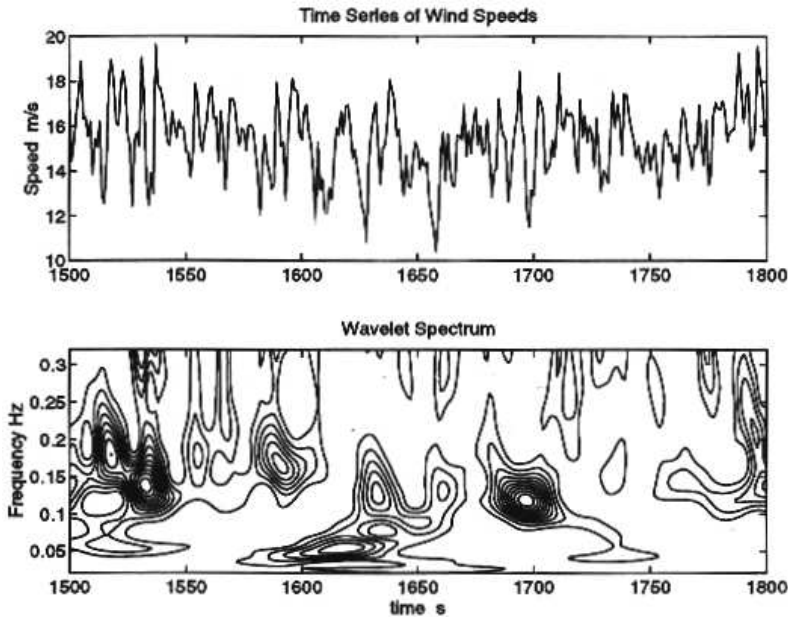 Time Series of Wind Speeds
Speed m/s
20
18
16
14
12
10
1500 1550 1600 1650 1700 1750 1800
Wavelet Spectrum
Frequency Hz
0.3
0.25
0.2
0.15
0.1
0.05
1500 1550 1600 1650 1700 1750 1800
time s